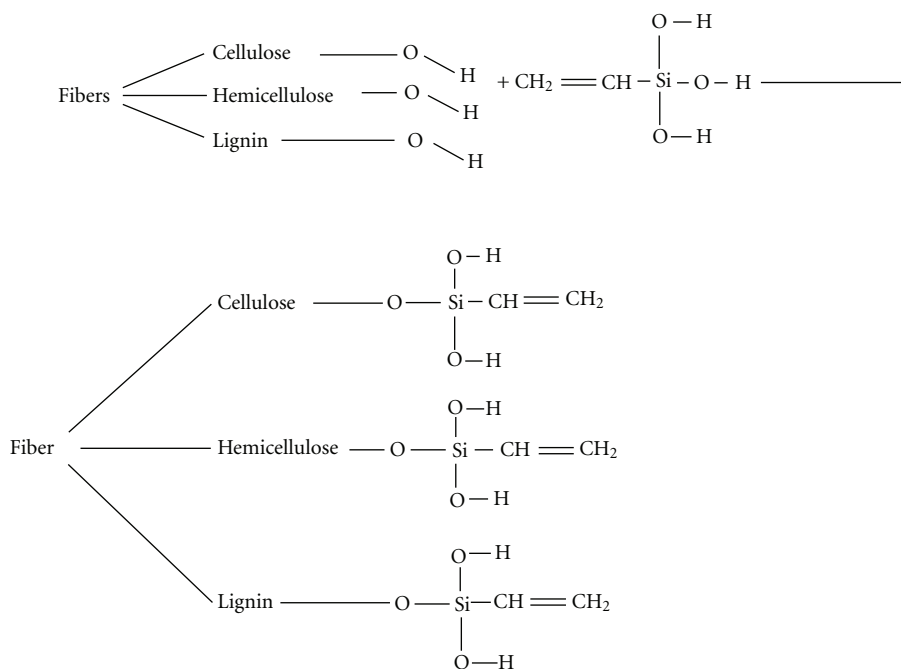 O—H
Cellulose — O
H
+ CH₂=CH—Si—O—H
Fibers — Hemicellulose — O
H
O—H
Lignin — O
H
O—H
Cellulose — O—Si—CH=CH₂
O—H
O—H
Fiber — Hemicellulose — O—Si—CH=CH₂
O—H
O—H
Lignin — O—Si—CH=CH₂
O—H